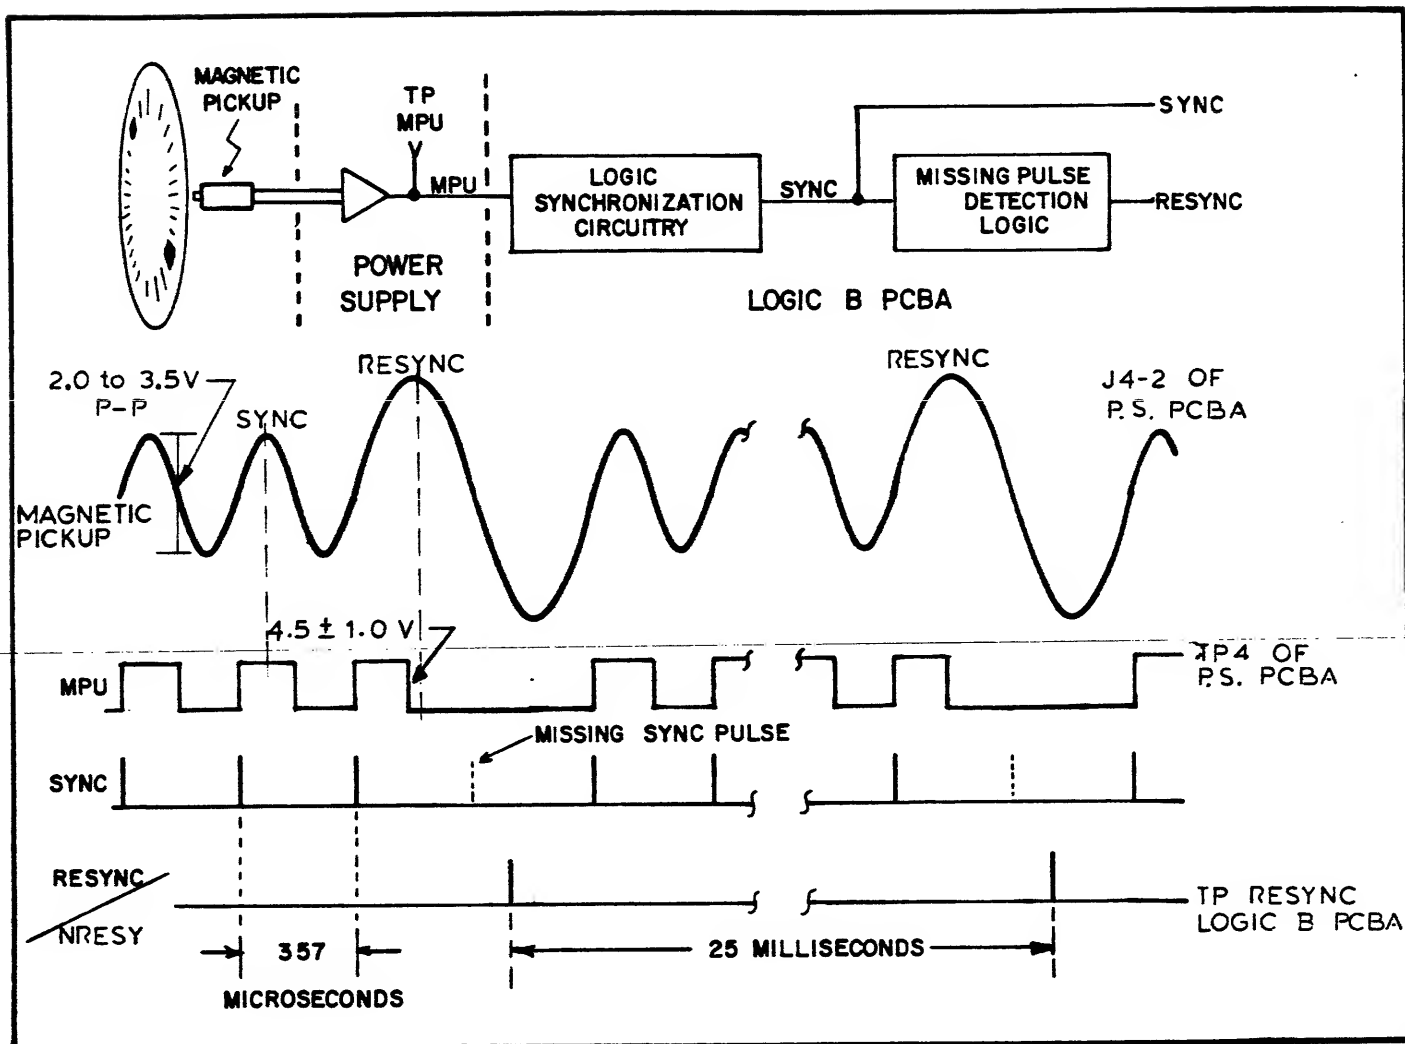 MAGNETIC
PICKUP
TP
MPU
MPU
LOGIC
SYNCHRONIZATION
CIRCUITRY
SYNC
SYNC
MISSING PULSE
DETECTION
LOGIC
RESYNC
POWER
SUPPLY
LOGIC B PCBA
2.0 to 3.5V
P-P
SYNC
RESYNC
RESYNC
J4-2 OF
P.S. PCBA
MAGNETIC
PICKUP
4.5 ± 1.0 V
MPU
TP4 OF
P.S. PCBA
MISSING SYNC PULSE
SYNC
RESYNC
NRESY
TP RESYNC
LOGIC B PCBA
357
MICROSECONDS
25 MILLISECONDS